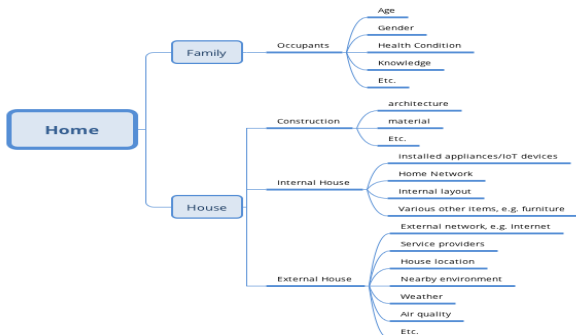 Home
Family
Occupants
Age
Gender
Health Condition
Knowledge
Etc.
House
Construction
architecture
material
Etc.
Internal House
Installed appliances/IoT devices
Home Network
Internal layout
Various other items, e.g. furniture
External House
External network, e.g. Internet
Service providers
House location
Nearby environment
Weather
Air quality
Etc.